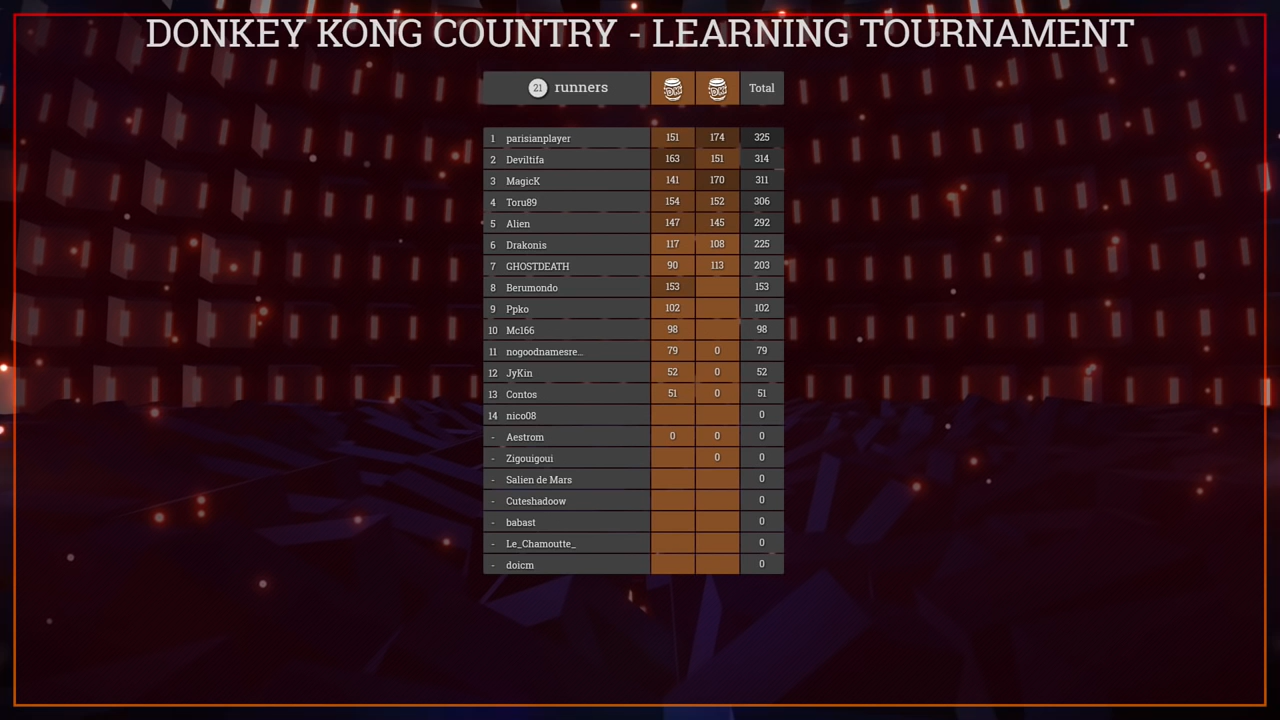 DONKEY KONG COUNTRY - LEARNING TOURNAMENT
21 runners DK DK Total
1 parisianplayer 151 174 325
2 Deviltifa 163 151 314
3 MagicK 141 170 311
4 Toru89 154 152 306
5 Alien 147 145 292
6 Drakonis 117 108 225
7 GHOSTDEATH 90 113 203
8 Berumondo 153 153
9 Ppko 102 102
10 Mc166 98 98
11 nogoodnamesre... 79 0 79
12 JyKin 52 0 52
13 Contos 51 0 51
14 nico08 0
- Aestrom 0 0 0
- Zigouigoui 0 0
- Salien de Mars 0
- Cuteshadoow 0
- babast 0
- Le_Chamoutte_ 0
- doicm 0